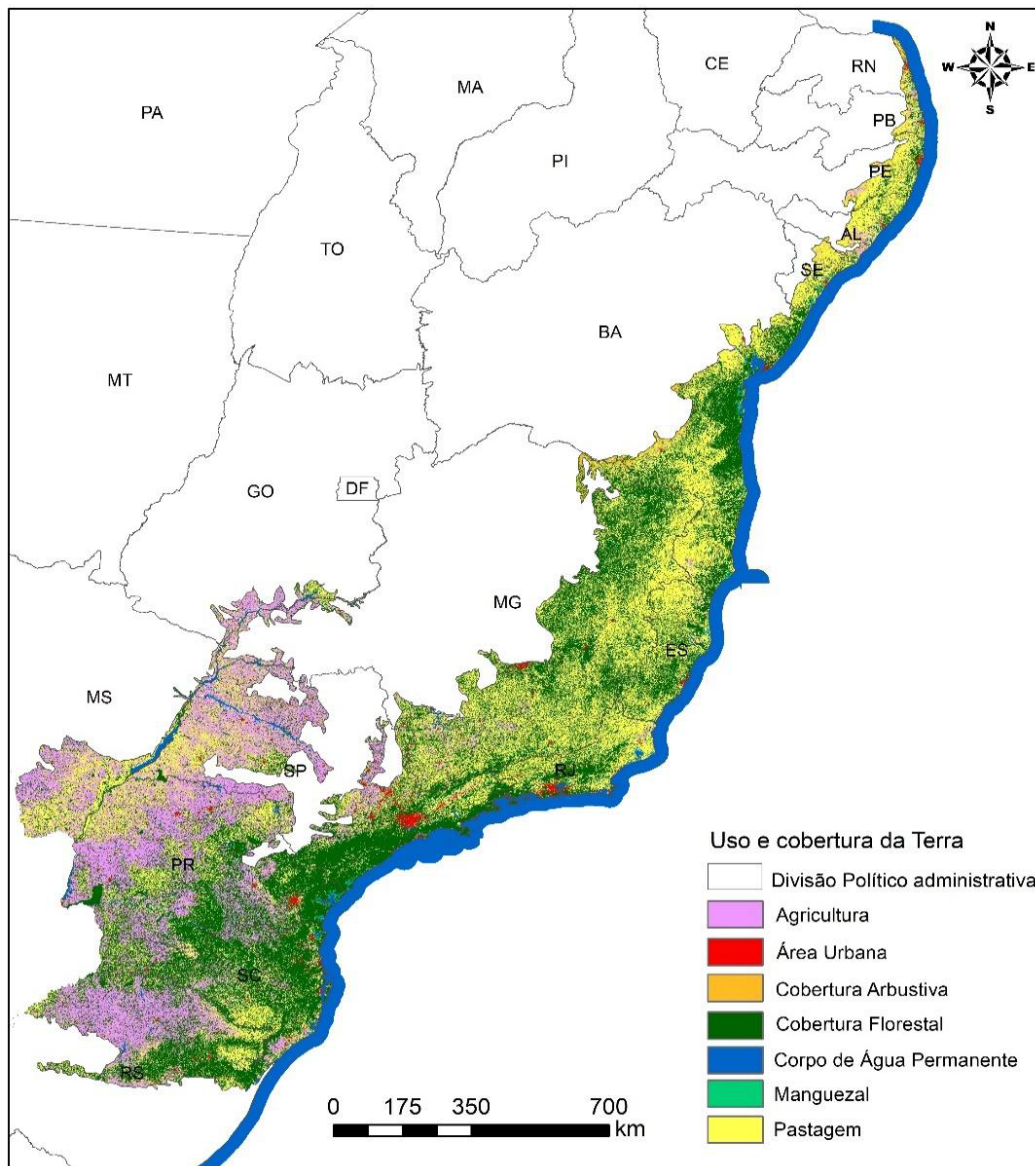 N
W E
S
CE
RN
MA
PA
PB
PI
PE
TO
AL
SE
BA
MT
GO
DF
MG
ES
MS
SP
RJ
PR
SC
RS
Uso e cobertura da Terra
Divisão Político administrativa
Agricultura
Área Urbana
Cobertura Arbustiva
Cobertura Florestal
Corpo de Água Permanente
Manguezal
Pastagem
0 175 350 700
km